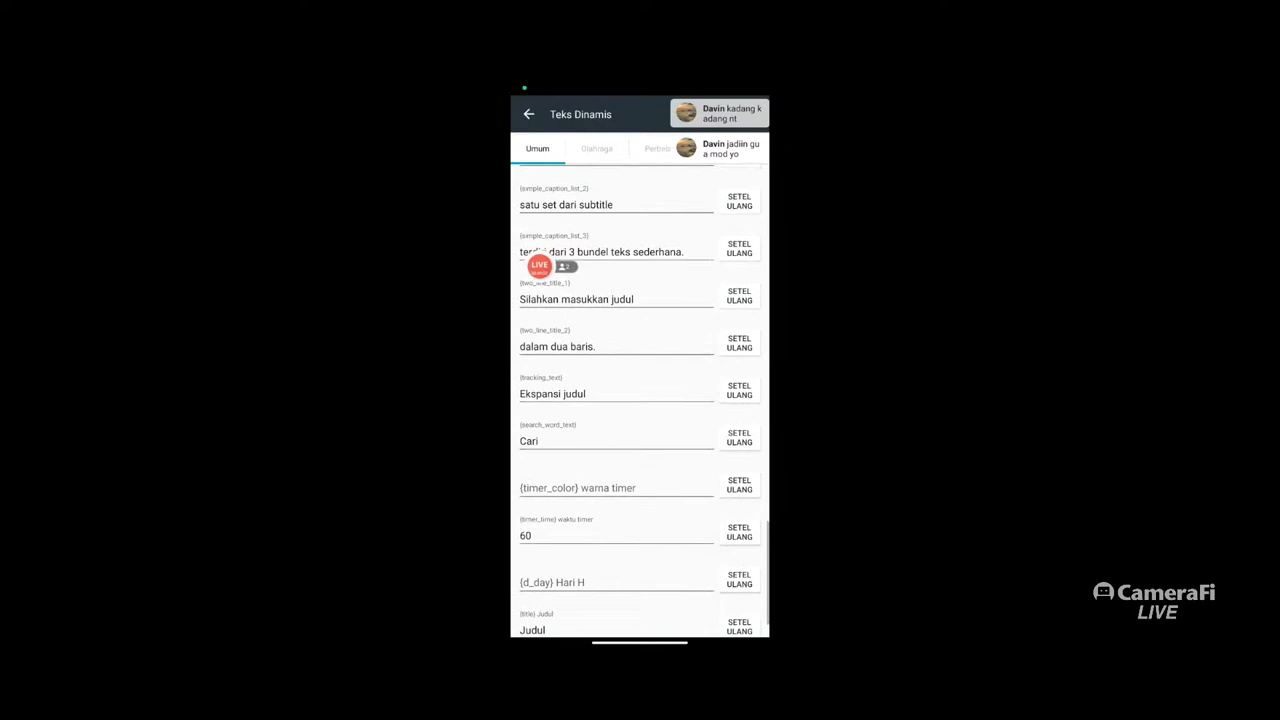 Teks Dinamis
Davin kadang k
adang nt
Umum
Olahraga
Davin jadiin gu
a mod yo
{simple_caption_list_2}
satu set dari subtitle
SETEL
ULANG
{simple_caption_list_3}
dari 3 bundel teks sederhana.
SETEL
ULANG
LIVE
2
{two_line_title_1}
Silahkan masukkan judul
SETEL
ULANG
{two_line_title_2}
dalam dua baris.
SETEL
ULANG
{tracking_text}
Ekspansi judul
SETEL
ULANG
{search_word_text}
Cari
SETEL
ULANG
{timer_color} warna timer
SETEL
ULANG
{timer_time} waktu timer
60
SETEL
ULANG
{d_day} Hari H
SETEL
ULANG
{title} Judul
Judul
SETEL
ULANG
CameraFi
LIVE